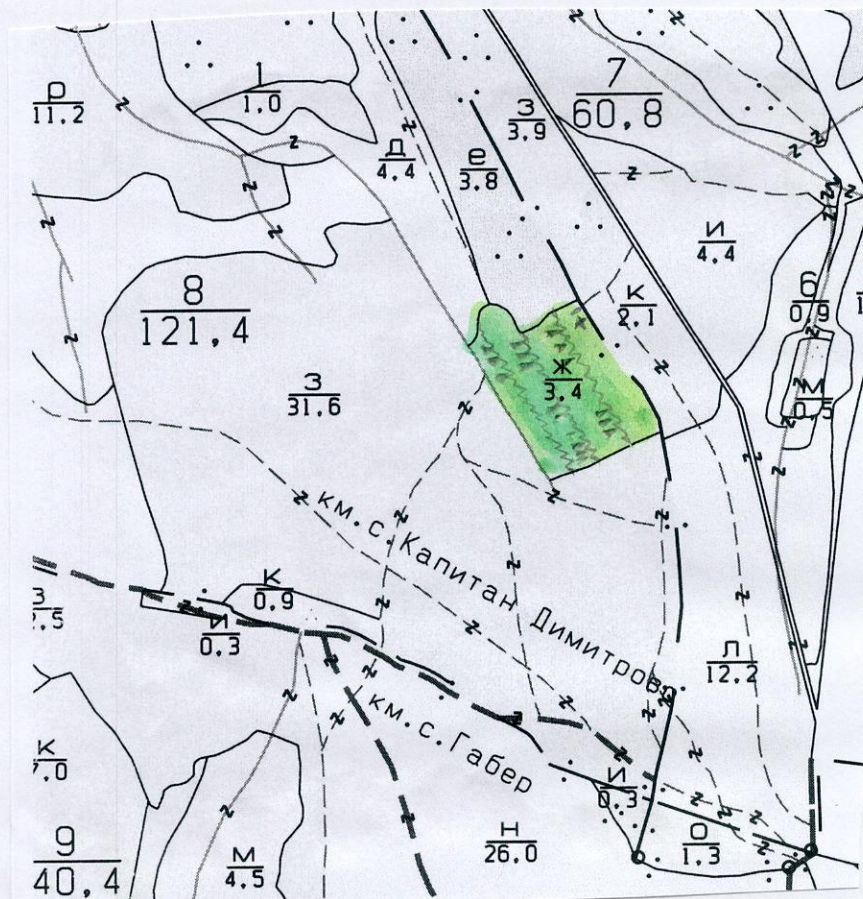 р
11,2
1
1,0
Д
4,4
е
3,8
З
3,9
7
60,8
И
4,4
8
121,4
К
2,1
б
0,9
З
31,6
Ж
3,4
М
0,5
км. с. Капитан Димитрово
З
К
0,9
И
0,3
Л
12,2
км. с. Габер
К
И
0,3
9
40,4
М
4,5
Н
26,0
О
1,3